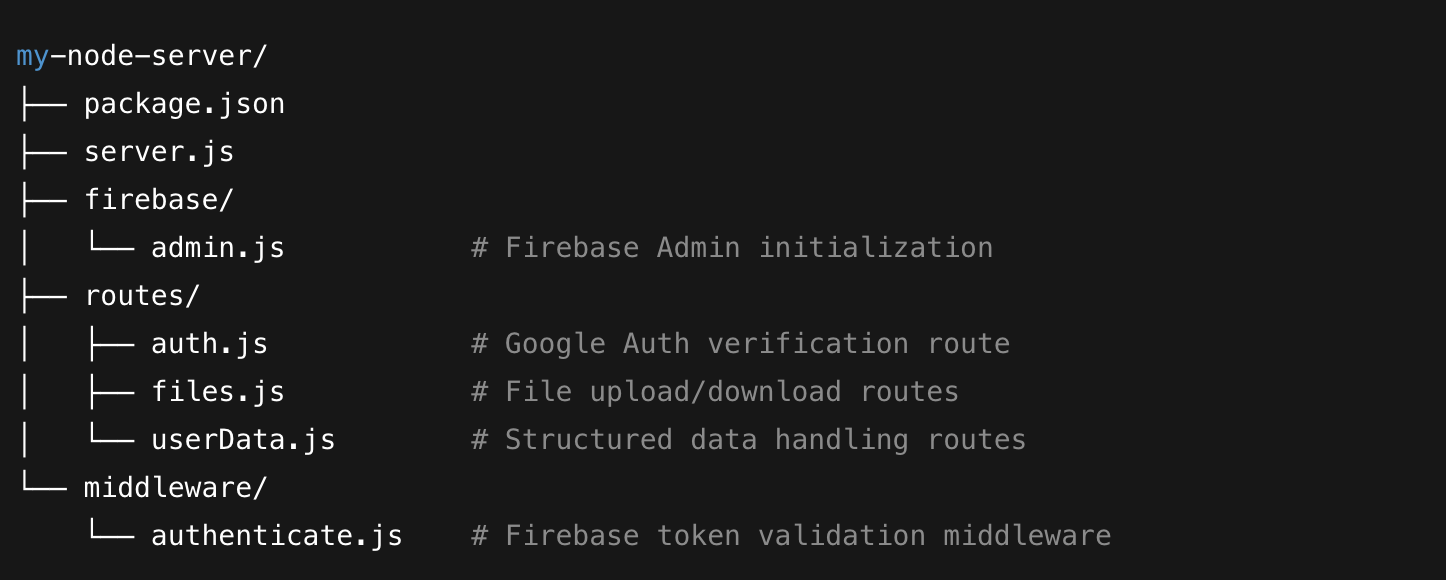 my-node-server/
├── package.json
├── server.js
├── firebase/
│   └── admin.js           # Firebase Admin initialization
├── routes/
│   ├── auth.js            # Google Auth verification route
│   ├── files.js           # File upload/download routes
│   └── userData.js        # Structured data handling routes
└── middleware/
    └── authenticate.js    # Firebase token validation middleware